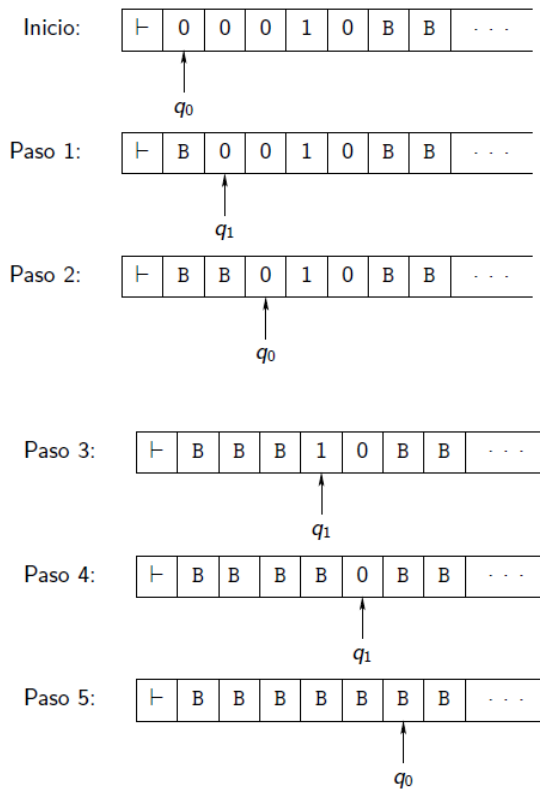 Inicio: ⊢ 0 0 0 1 0 B B · · ·
q0
Paso 1: ⊢ B 0 0 1 0 B B · · ·
q1
Paso 2: ⊢ B B 0 1 0 B B · · ·
q0
Paso 3: ⊢ B B B 1 0 B B · · ·
q1
Paso 4: ⊢ B B B B 0 B B · · ·
q1
Paso 5: ⊢ B B B B B B B · · ·
q0